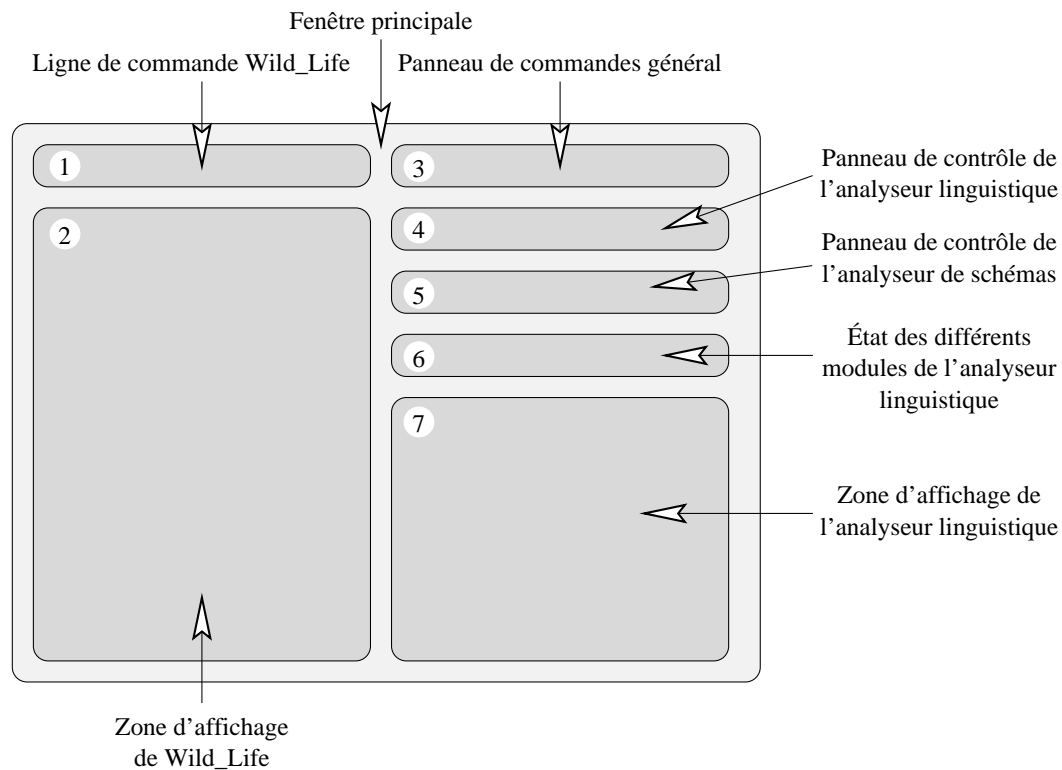 Fenêtre principale
Ligne de commande Wild_Life
Panneau de commandes général
1
3
Panneau de contrôle de
l’analyseur linguistique
2
4
Panneau de contrôle de
l’analyseur de schémas
5
État des différents
modules de l’analyseur
linguistique
6
7
Zone d’affichage de
l’analyseur linguistique
Zone d’affichage
de Wild_Life